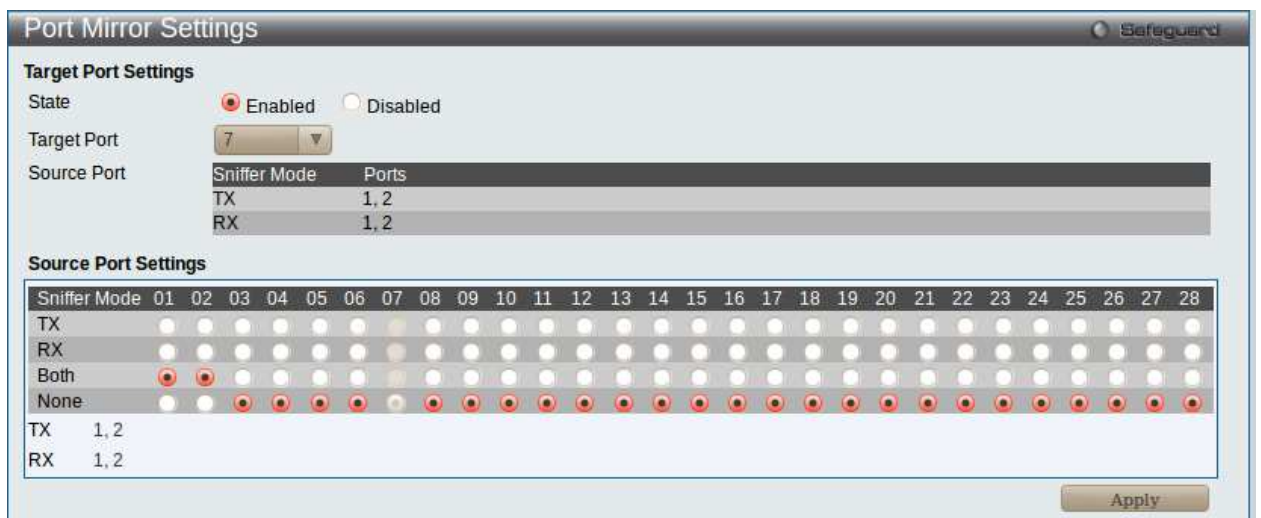 Port Mirror Settings Safeguard
Target Port Settings
State Enabled Disabled
Target Port 7
Source Port Sniffer Mode Ports
TX 1, 2
RX 1, 2
Source Port Settings
Sniffer Mode 01 02 03 04 05 06 07 08 09 10 11 12 13 14 15 16 17 18 19 20 21 22 23 24 25 26 27 28
TX
RX
Both
None
TX 1, 2
RX 1, 2
Apply